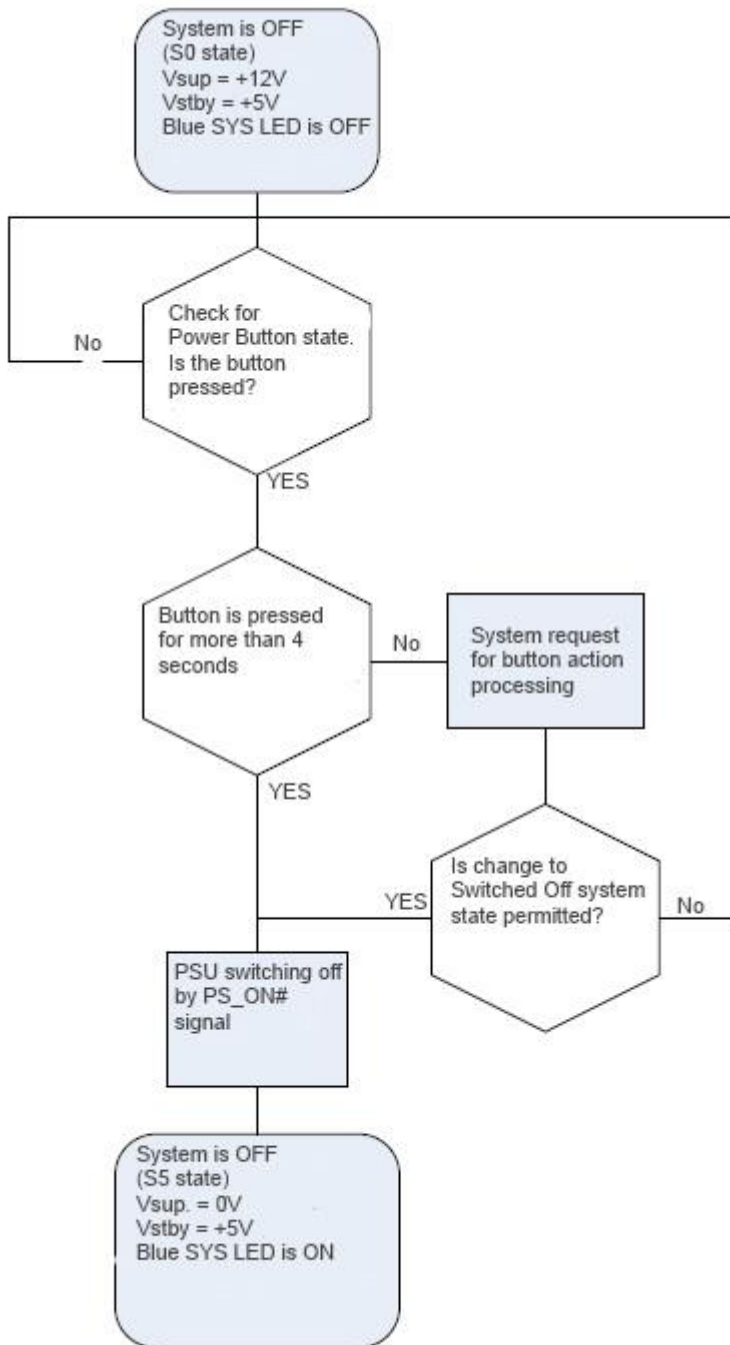 System is OFF
(S0 state)
Vsup = +12V
Vstby = +5V
Blue SYS LED is OFF
Check for
Power Button state.
Is the button
pressed?
No
YES
Button is pressed
for more than 4
seconds
No
System request
for button action
processing
YES
Is change to
Switched Off system
state permitted?
YES
No
PSU switching off
by PS_ON#
signal
System is OFF
(S5 state)
Vsup. = 0V
Vstby = +5V
Blue SYS LED is ON